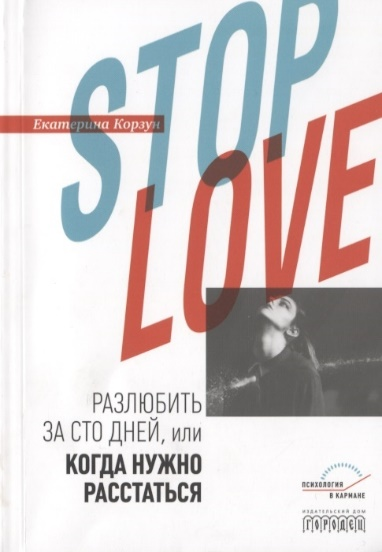 STOP
Екатерина Корзун
LOVE
РАЗЛЮБИТЬ
ЗА СТО ДНЕЙ, или
КОГДА НУЖНО
РАССТАТЬСЯ
ПСИХОЛОГИЯ
В КАРМАНЕ
ИЗДАТЕЛЬСКИЙ ДОМ
ГОРОДЕЦ